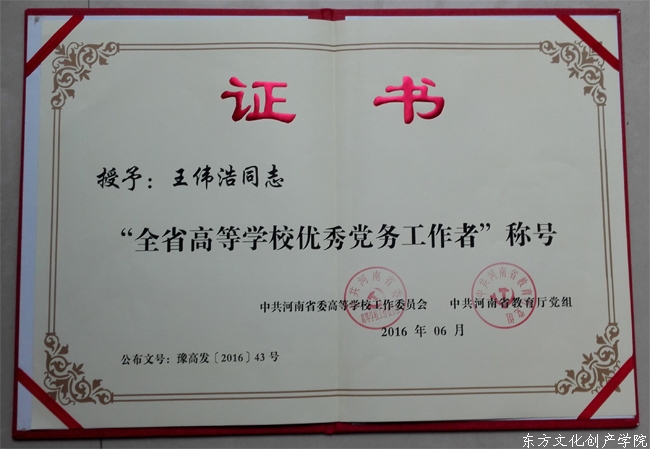 证 书
授予：王伟浩同志
“全省高等学校优秀党务工作者”称号
中共河南省委高等学校工作委员会 中共河南省教育厅党组
2016 年 06 月
公布文号：豫高发〔2016〕43 号
东方文化创产学院